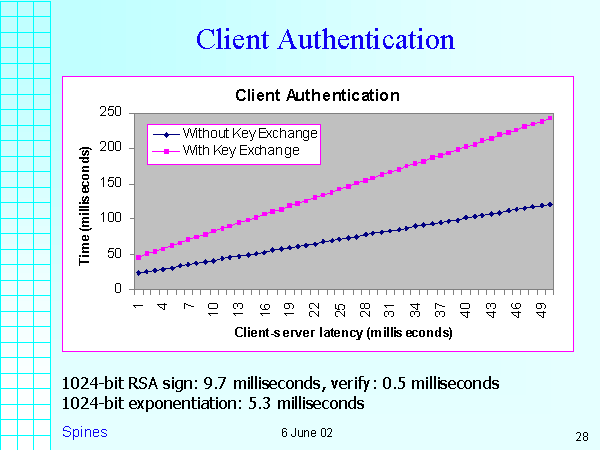 Client Authentication
Client Authentication
250
200
150
100
50
0
Without Key Exchange
With Key Exchange
Time (milliseconds)
1 4 7 10 13 16 19 22 25 28 31 34 37 40 43 46 49
Client-server latency (milliseconds)
1024-bit RSA sign: 9.7 milliseconds, verify: 0.5 milliseconds
1024-bit exponentiation: 5.3 milliseconds
Spines 6 June 02 28